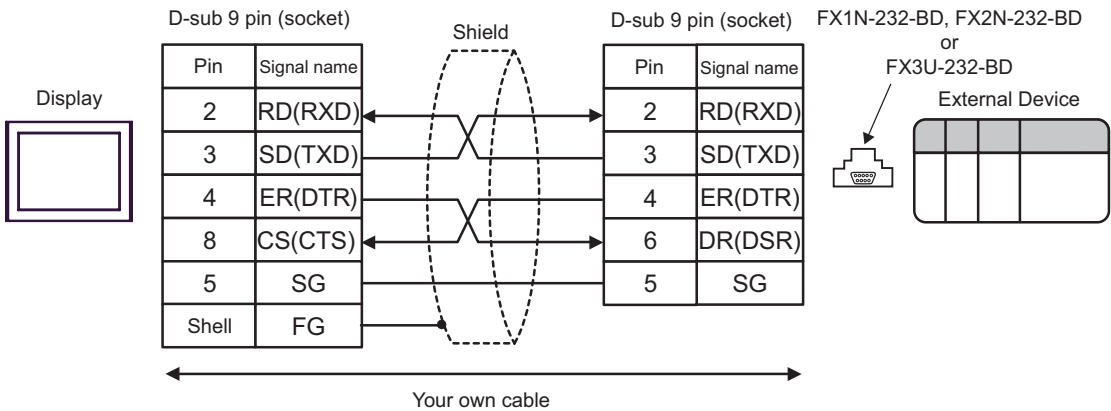 D-sub 9 pin (socket)
Shield
D-sub 9 pin (socket)
FX1N-232-BD, FX2N-232-BD
or
FX3U-232-BD
Display
External Device
Pin Signal name
2 RD(RXD)
3 SD(TXD)
4 ER(DTR)
8 CS(CTS)
5 SG
Shell FG
Pin Signal name
2 RD(RXD)
3 SD(TXD)
4 ER(DTR)
6 DR(DSR)
5 SG
Your own cable